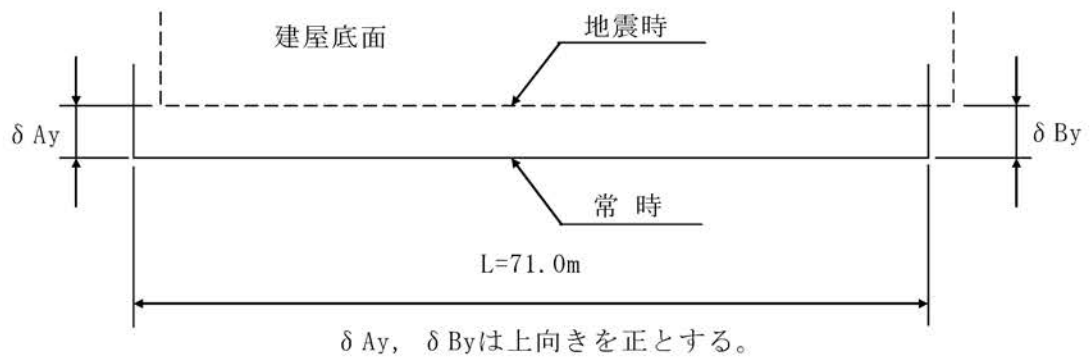 建屋底面
地震時
δ Ay
δ By
常 時
L=71.0m
δ Ay, δ Byは上向きを正とする。